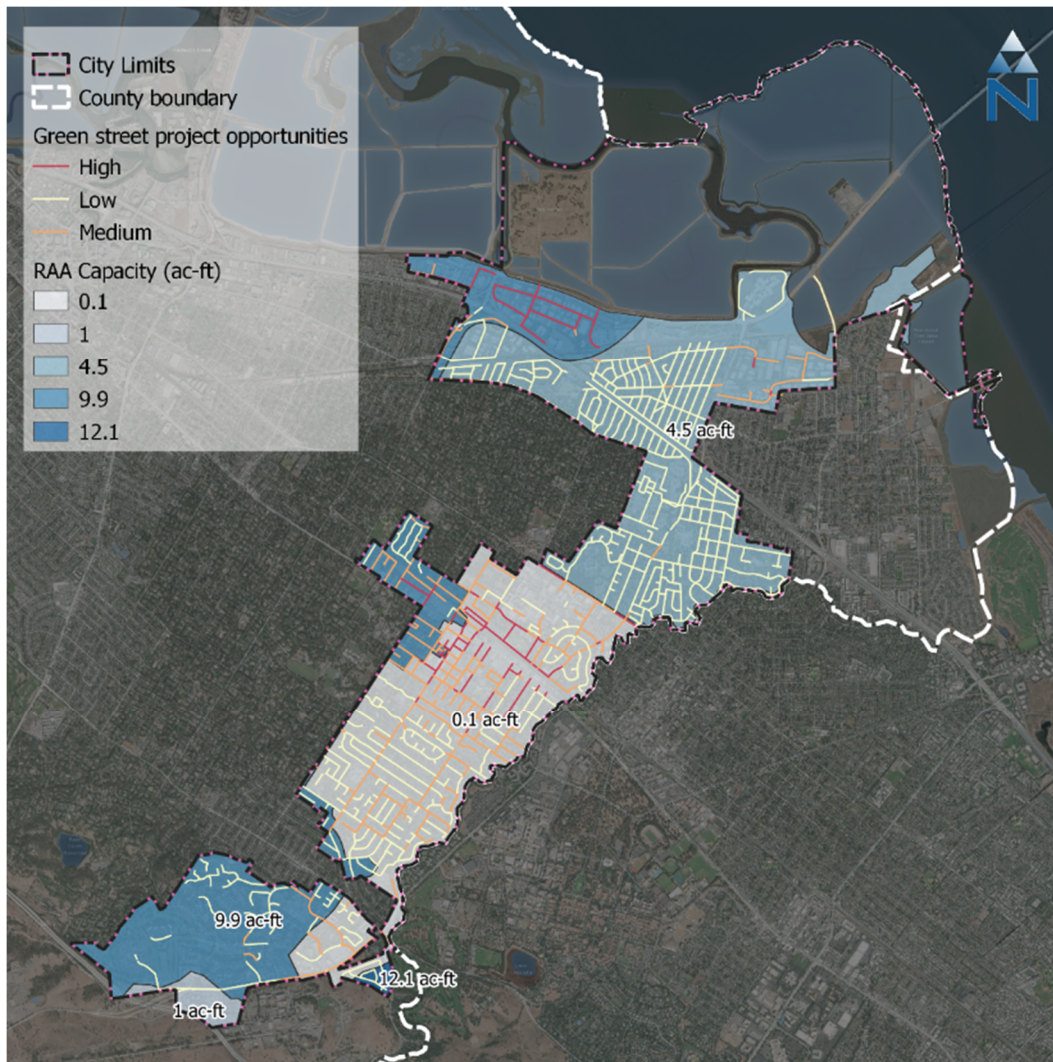 City Limits
County boundary
Green street project opportunities
High
Low
Medium
RAA Capacity (ac-ft)
0.1
1
4.5
9.9
12.1
N
4.5 ac-ft
0.1 ac-ft
9.9 ac-ft
12.1 ac-ft
1 ac-ft